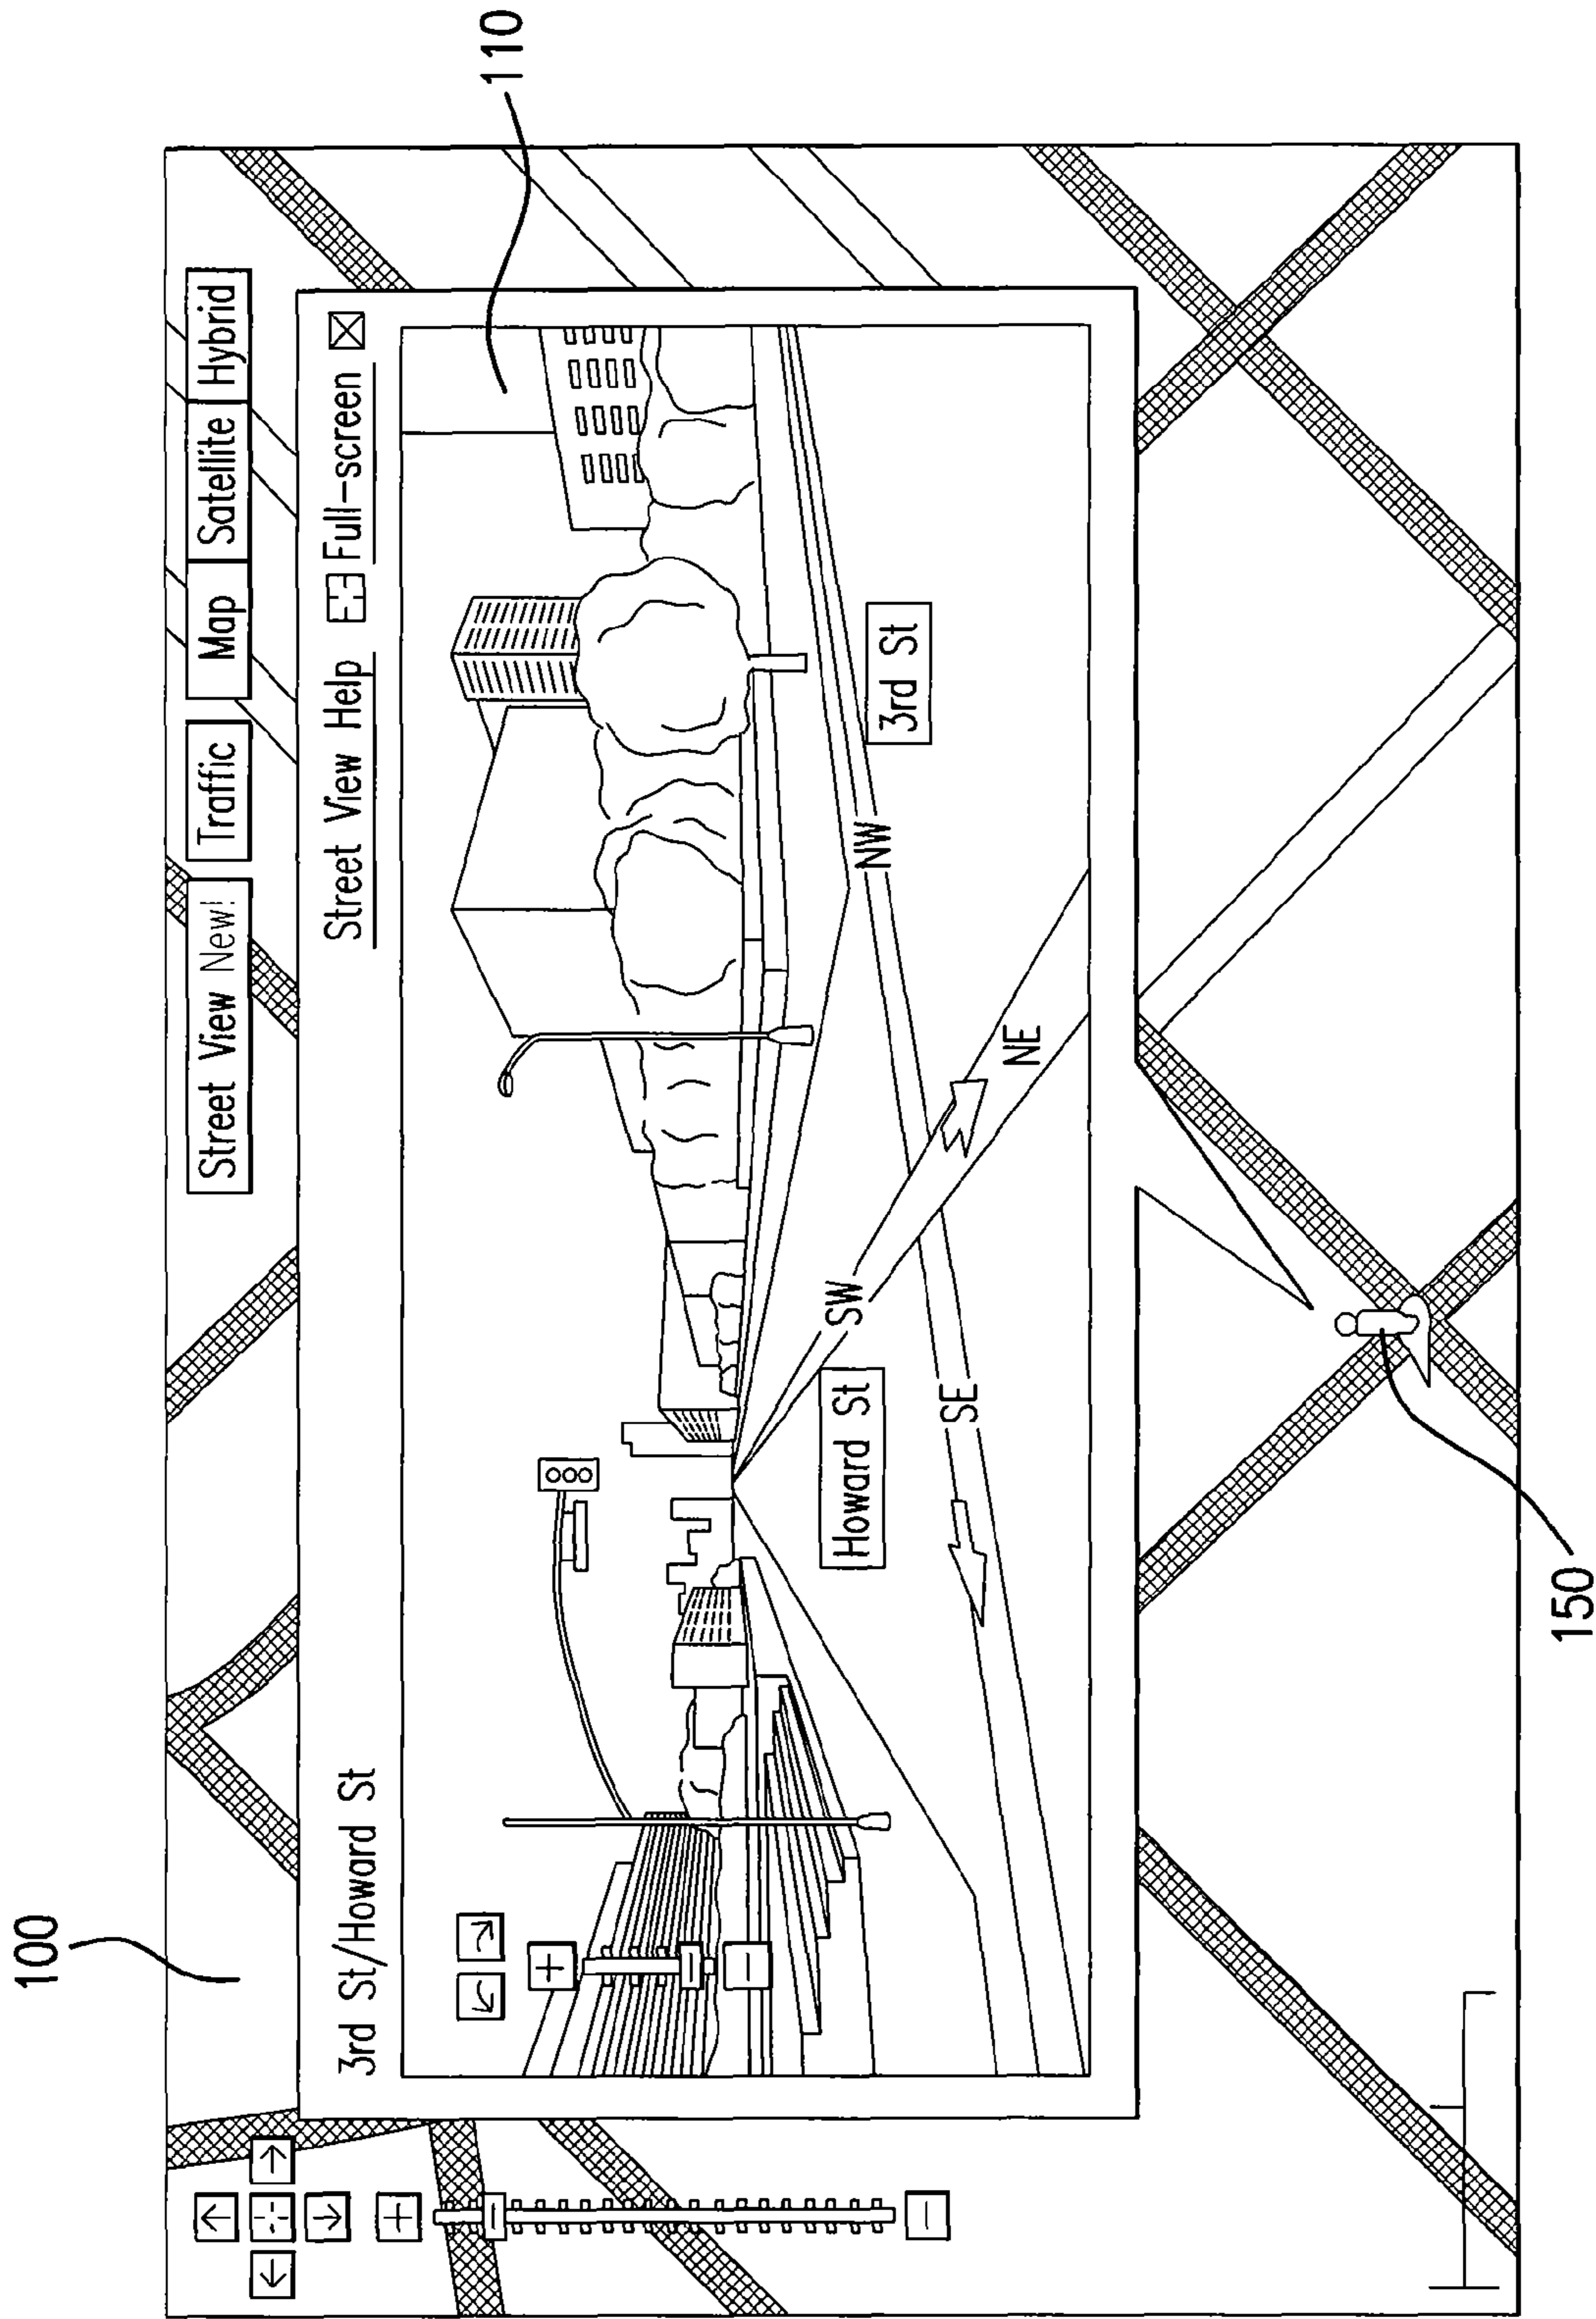 100
110
Street View New!
Traffic
Map
Satellite
Hybrid
3rd St/Howard St
Street View Help
Full-screen
3rd St
NW
SW
NE
Howard St
SE
150